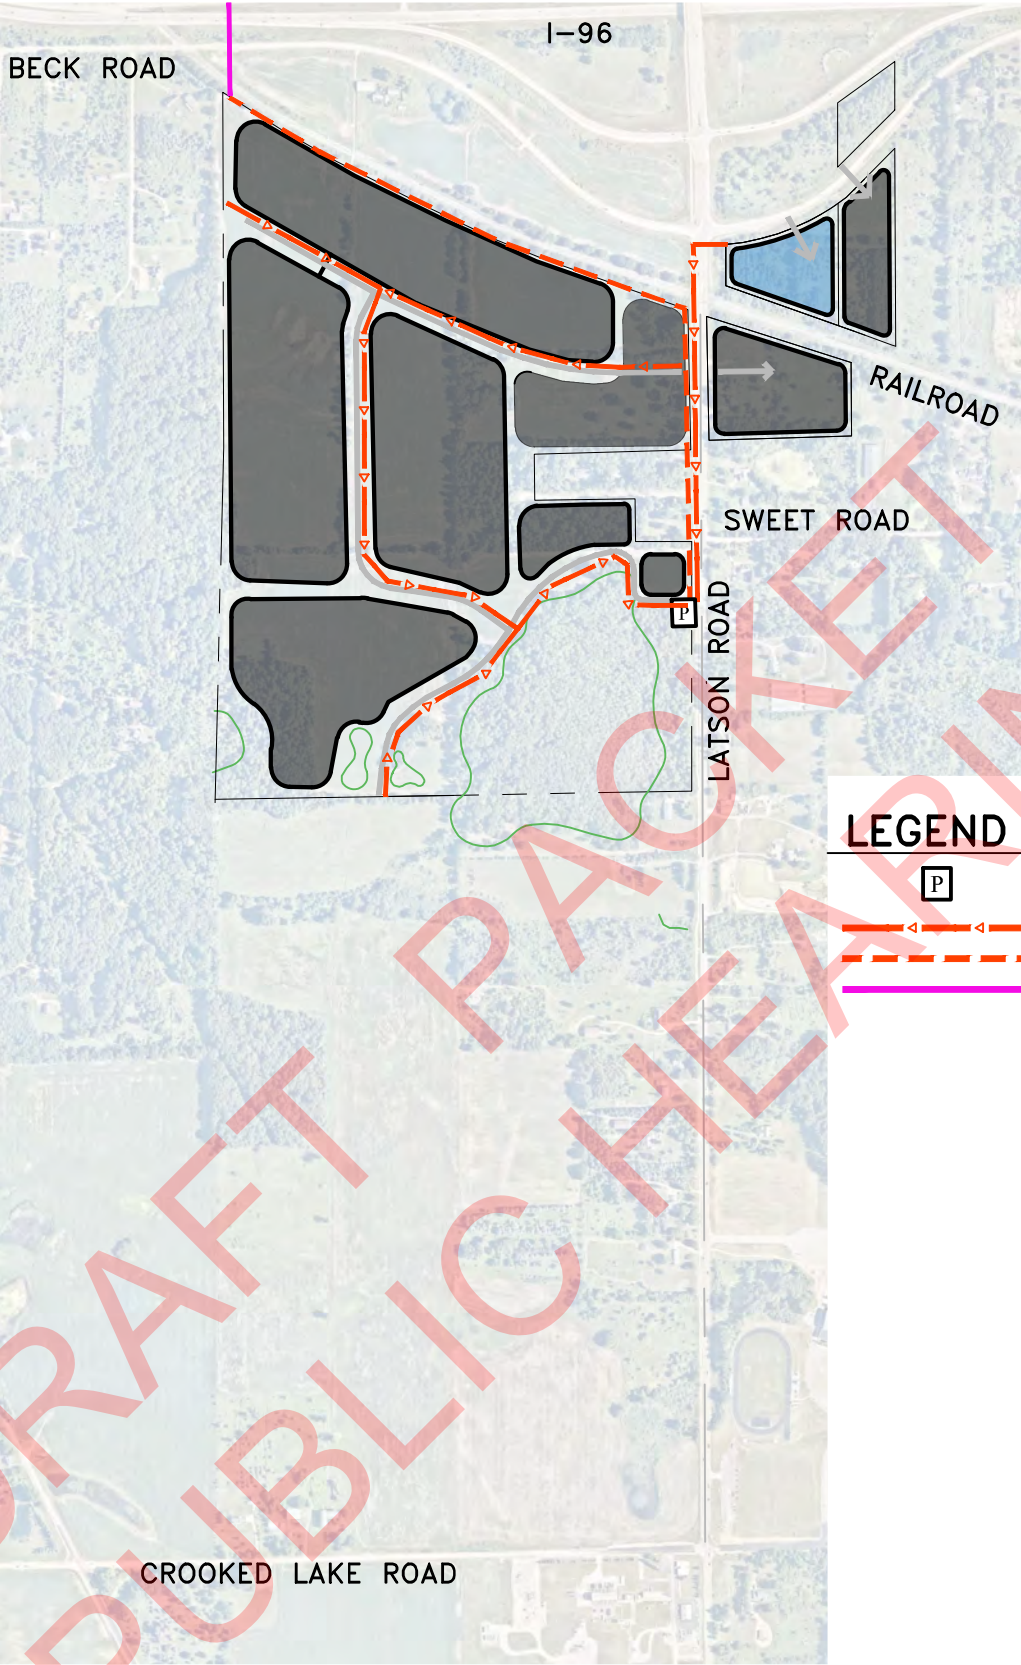 I-96
BECK ROAD
RAILROAD
SWEET ROAD
P
LATSON ROAD
LEGEND
P
CROOKED LAKE ROAD
DRAFT PACKET
PUBLIC HEARIN